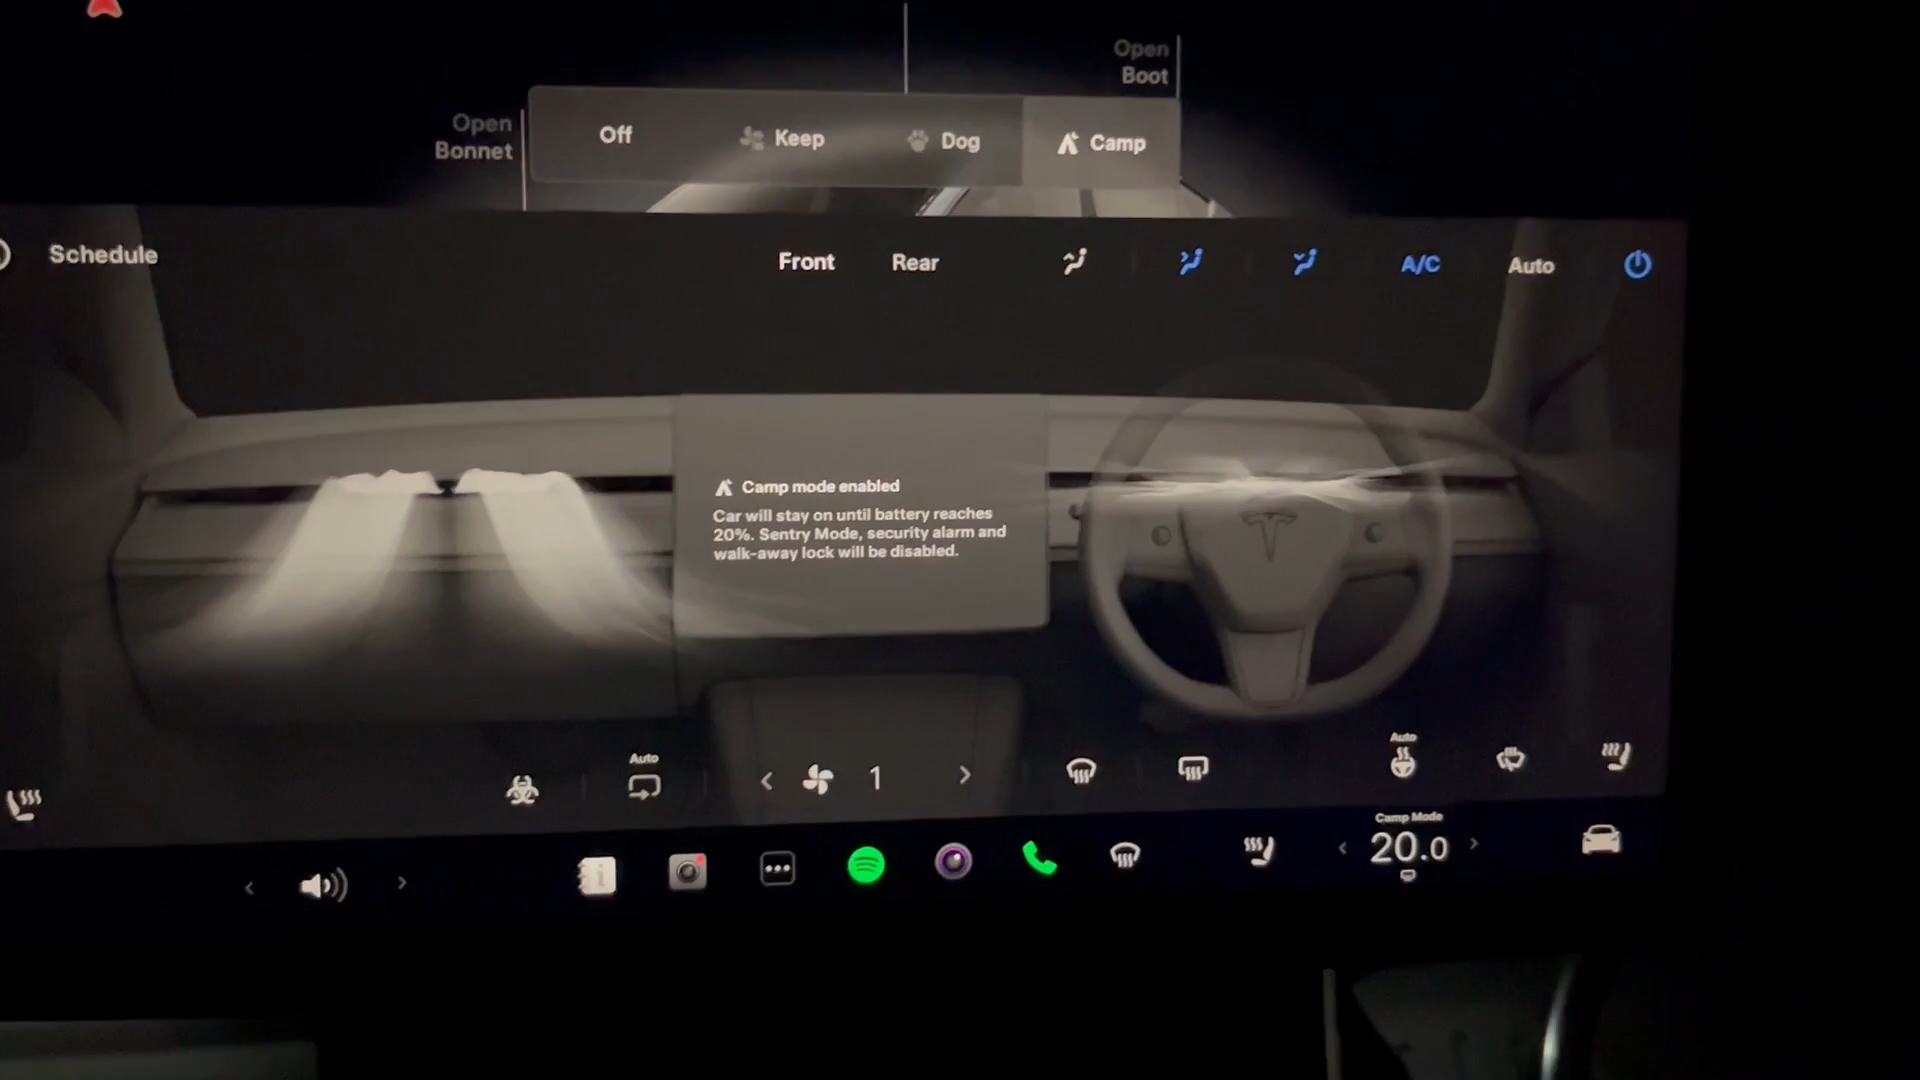 Open
Boot
Open
Bonnet
Off
Keep
Dog
Camp
Schedule
Front
Rear
A/C
Auto
Camp mode enabled
Car will stay on until battery reaches
20%. Sentry Mode, security alarm and
walk-away lock will be disabled.
Auto
1
Auto
Camp Mode
20.0